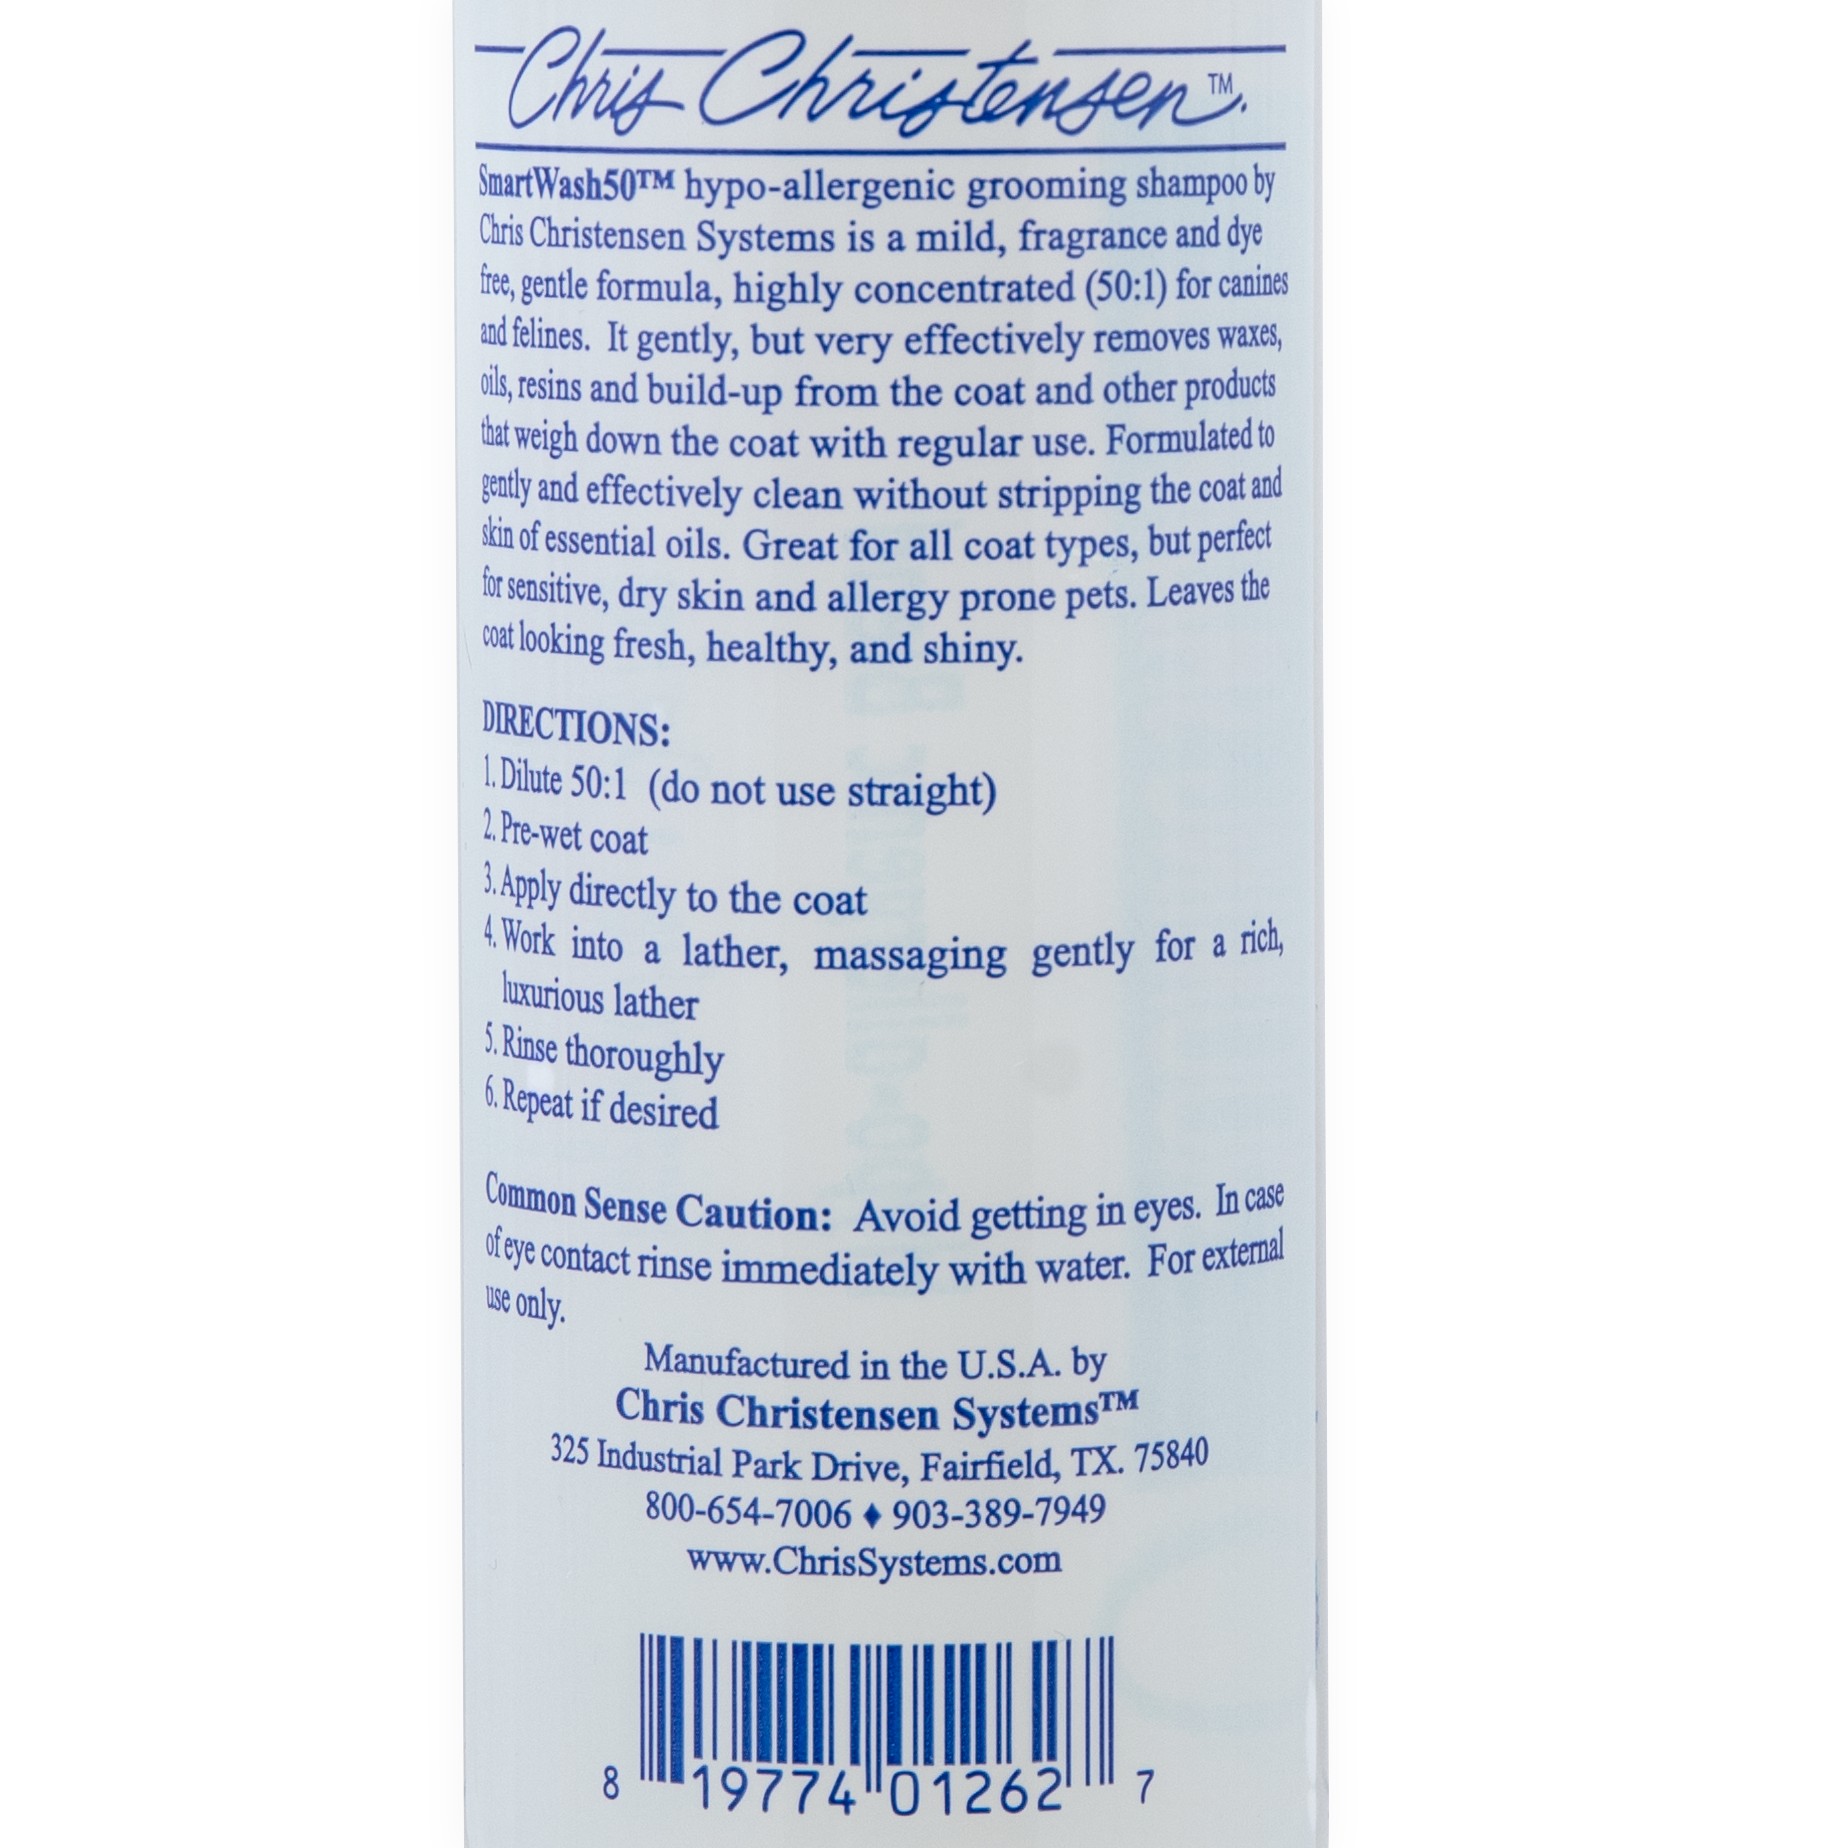 Chris Christensen™.
SmartWash50™ hypo-allergenic grooming shampoo by
Chris Christensen Systems is a mild, fragrance and dye
free, gentle formula, highly concentrated (50:1) for canines
and felines. It gently, but very effectively removes waxes,
oils, resins and build-up from the coat and other products
that weigh down the coat with regular use. Formulated to
gently and effectively clean without stripping the coat and
skin of essential oils. Great for all coat types, but perfect
for sensitive, dry skin and allergy prone pets. Leaves the
coat looking fresh, healthy, and shiny.
DIRECTIONS:
1. Dilute 50:1 (do not use straight)
2. Pre-wet coat
3. Apply directly to the coat
4. Work into a lather, massaging gently for a rich,
luxurious lather
5. Rinse thoroughly
6. Repeat if desired
Common Sense Caution: Avoid getting in eyes. In case
of eye contact rinse immediately with water. For external
use only.
Manufactured in the U.S.A. by
Chris Christensen Systems™
325 Industrial Park Drive, Fairfield, TX. 75840
800-654-7006 ♦ 903-389-7949
www.ChrisSystems.com
8 19774 01262 7